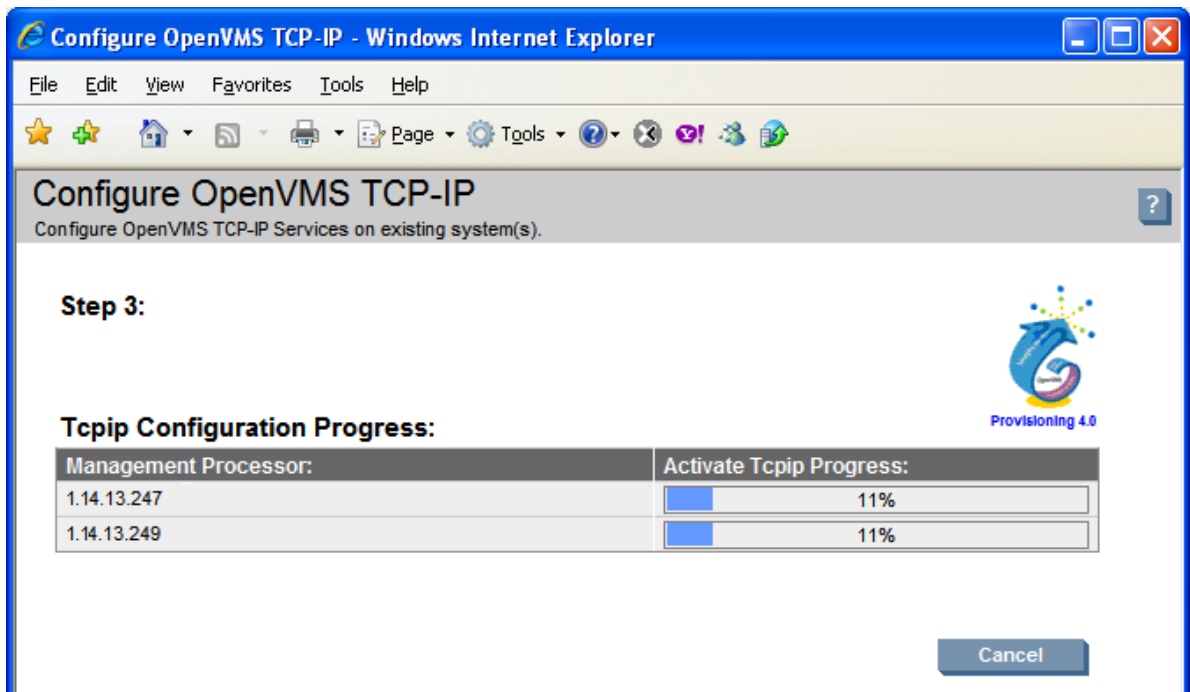 Configure OpenVMS TCP-IP - Windows Internet Explorer
File Edit View Favorites Tools Help
Page Tools
Configure OpenVMS TCP-IP
?
Configure OpenVMS TCP-IP Services on existing system(s).
Step 3:
OpenVMS
Provisioning 4.0
Tcpip Configuration Progress:
Management Processor: Activate Tcpip Progress:
1.14.13.247 11%
1.14.13.249 11%
Cancel